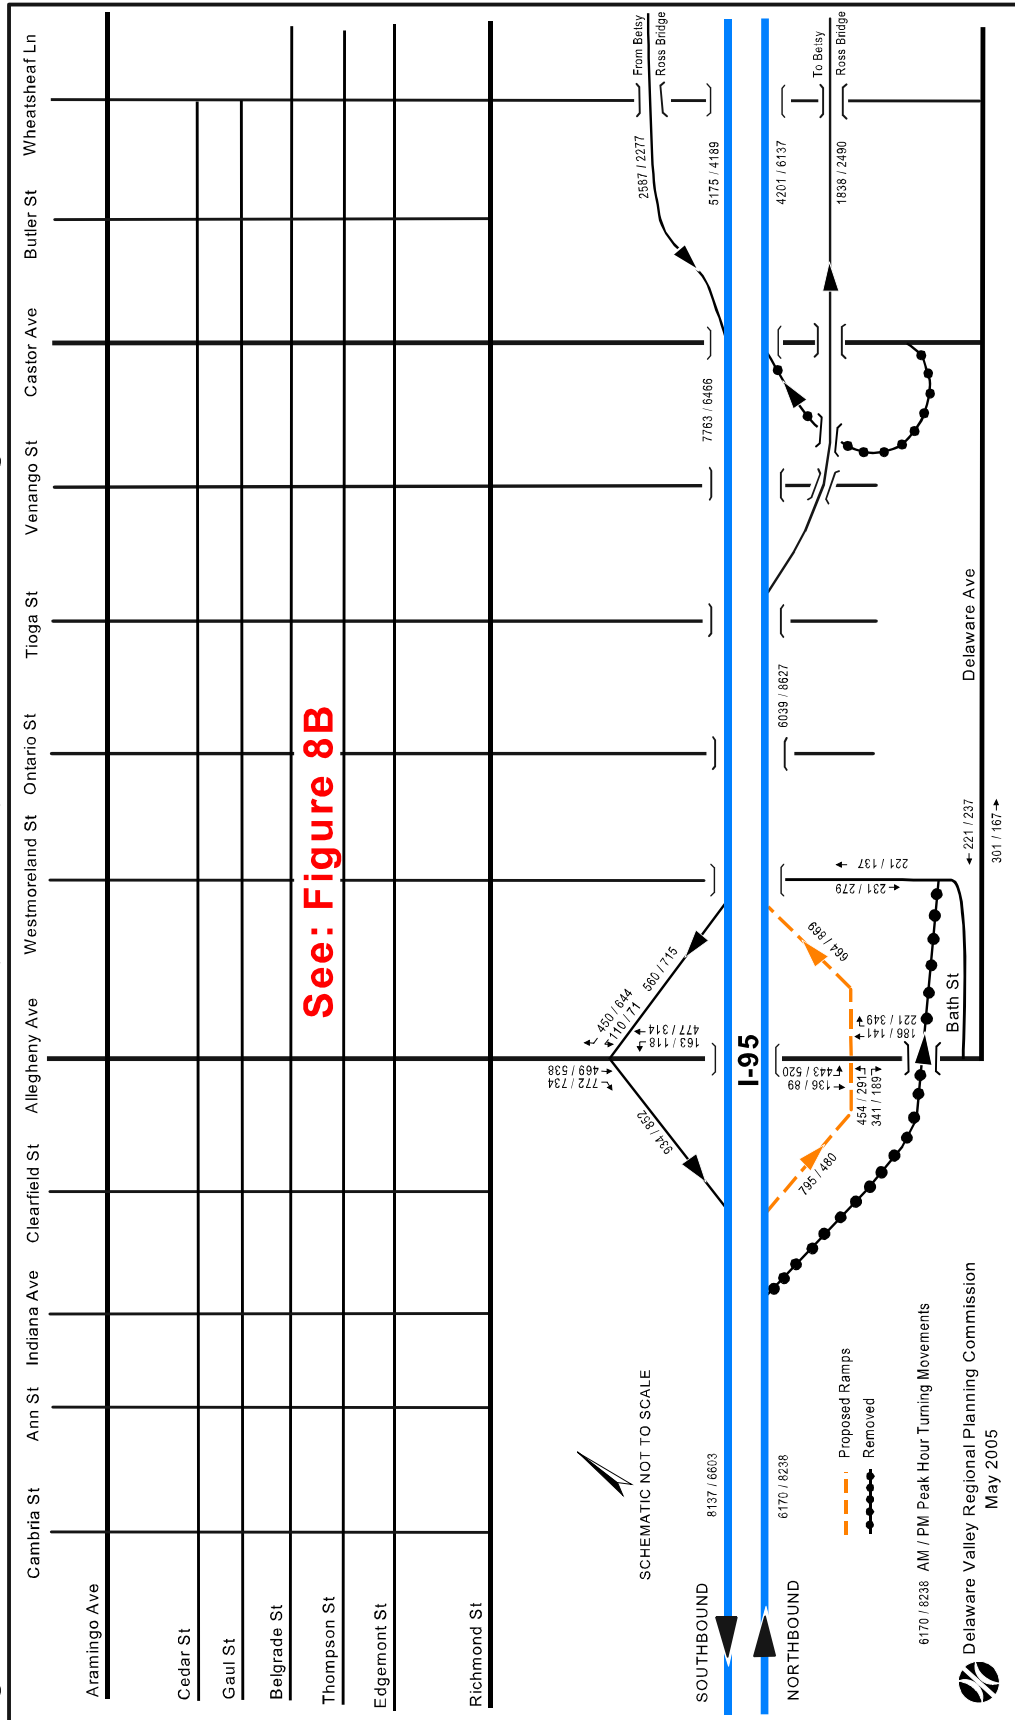 Wheatsheaf Ln
Butler St
Castor Ave
Venango St
Tioga St
Ontario St
Westmoreland St
Allegheny Ave
Clearfield St
Indiana Ave
Ann St
Cambria St
Aramingo Ave
Cedar St
Gaul St
Belgrade St
Thompson St
Edgemont St
Richmond St
See: Figure 8B
From Betsy
Ross Bridge
To Betsy
Ross Bridge
2587 / 2277
5175 / 4189
4201 / 6137
1838 / 2490
7763 / 6466
6039 / 8627
Delaware Ave
221 / 237
301 / 167
221 / 137
231 / 279
664 / 869
560 / 715
450 / 644
110 / 71
477 / 314
163 / 118
469 / 538
772 / 734
934 / 852
I-95
221 / 349
186 / 141
443 / 520
136 / 89
454 / 291
341 / 189
795 / 480
Bath St
SCHEMATIC NOT TO SCALE
8137 / 6603
6170 / 8238
SOUTHBOUND
NORTHBOUND
Proposed Ramps
Removed
6170 / 8238 AM / PM Peak Hour Turning Movements
Delaware Valley Regional Planning Commission
May 2005